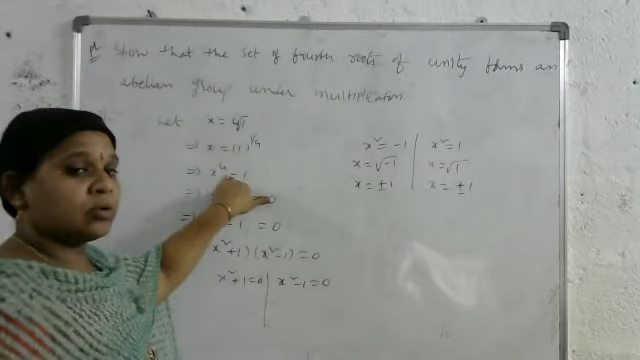 Show that the set of fourth roots of unity forms an
abelian group under multiplication
Let x = ∜1
⇒ x = (1)^1/4
⇒ x⁴ = 1
⇒
- 1 = 0
x² + 1) (x² - 1) = 0
x² + 1 = 0 | x² - 1 = 0
x² = -1 | x² = 1
x = √-1 | x = √1
x = ± i | x = ± 1